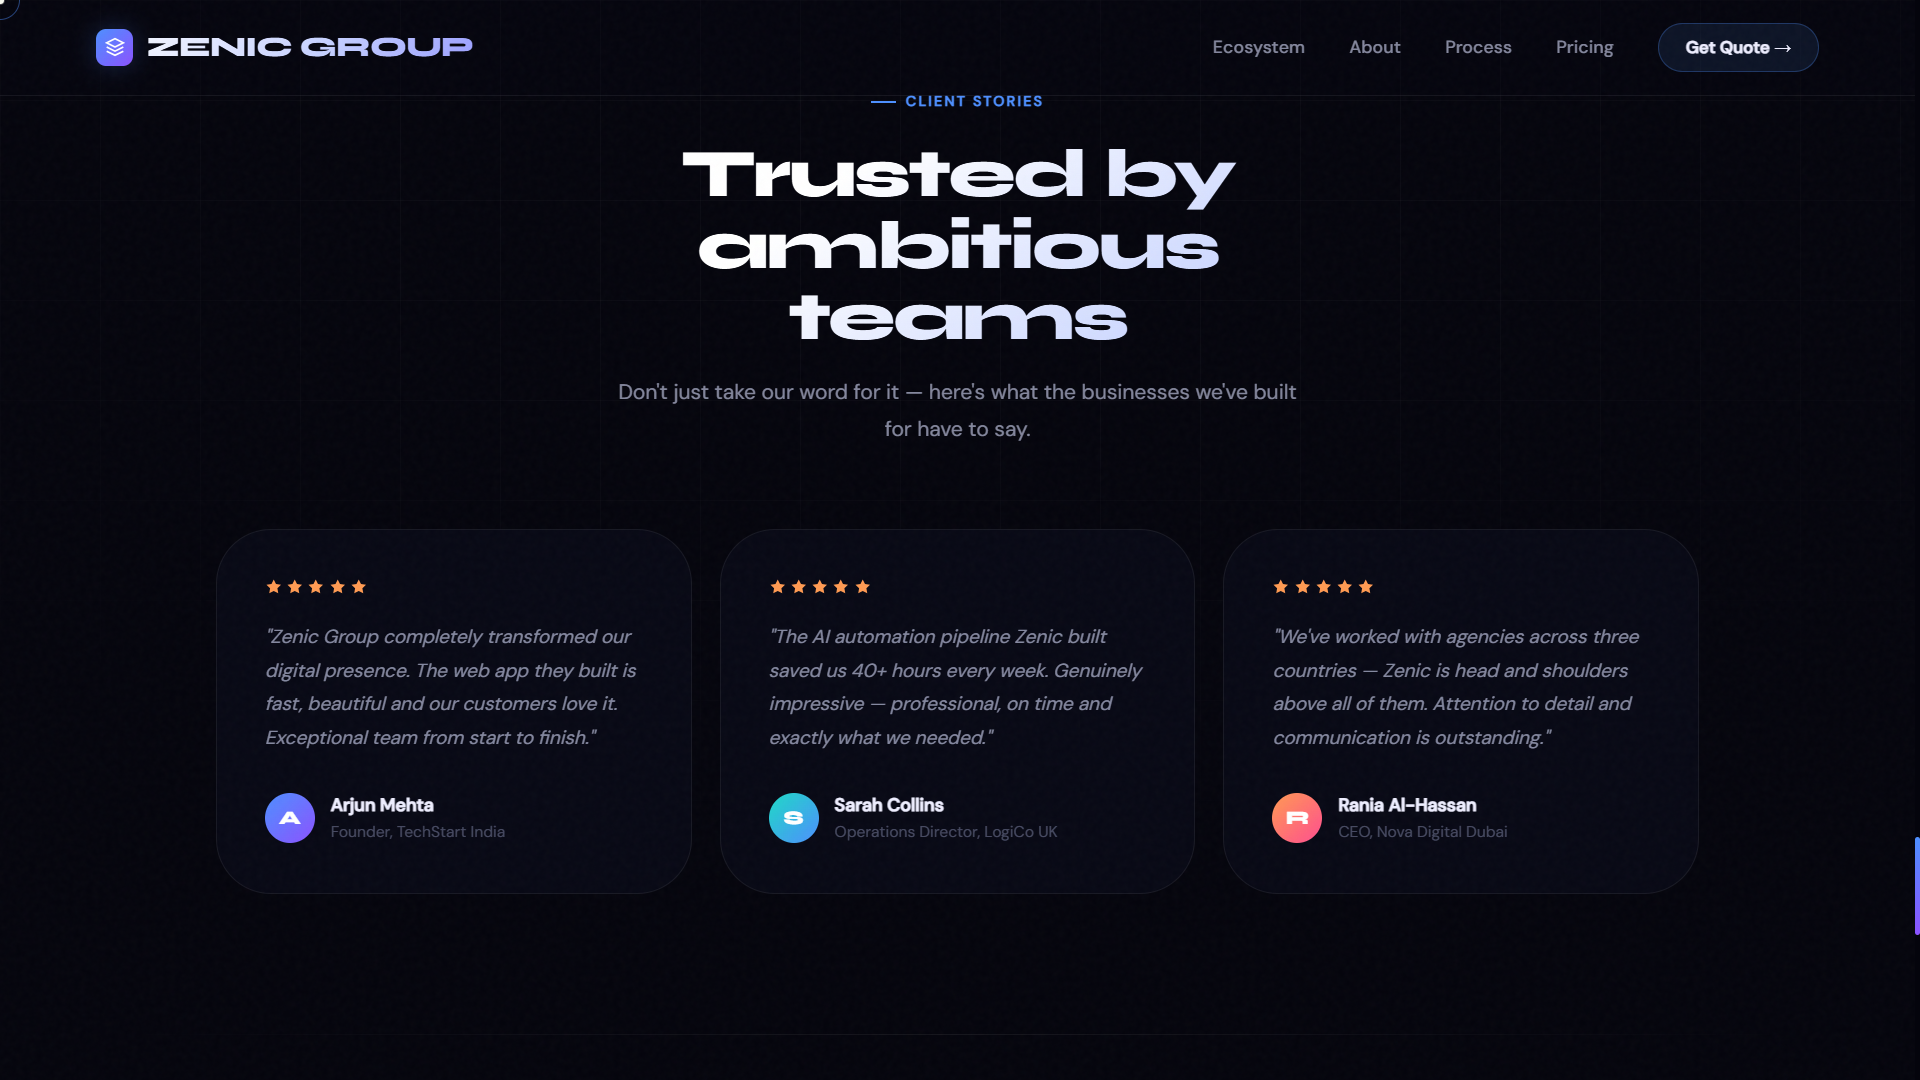 ZENIC GROUP
Ecosystem
About
Process
Pricing
Get Quote →
CLIENT STORIES
Trusted by
ambitious
teams
Don't just take our word for it — here's what the businesses we've built
for have to say.
"Zenic Group completely transformed our
digital presence. The web app they built is
fast, beautiful and our customers love it.
Exceptional team from start to finish."
A
Arjun Mehta
Founder, TechStart India
"The AI automation pipeline Zenic built
saved us 40+ hours every week. Genuinely
impressive — professional, on time and
exactly what we needed."
S
Sarah Collins
Operations Director, LogiCo UK
"We've worked with agencies across three
countries — Zenic is head and shoulders
above all of them. Attention to detail and
communication is outstanding."
R
Rania Al-Hassan
CEO, Nova Digital Dubai